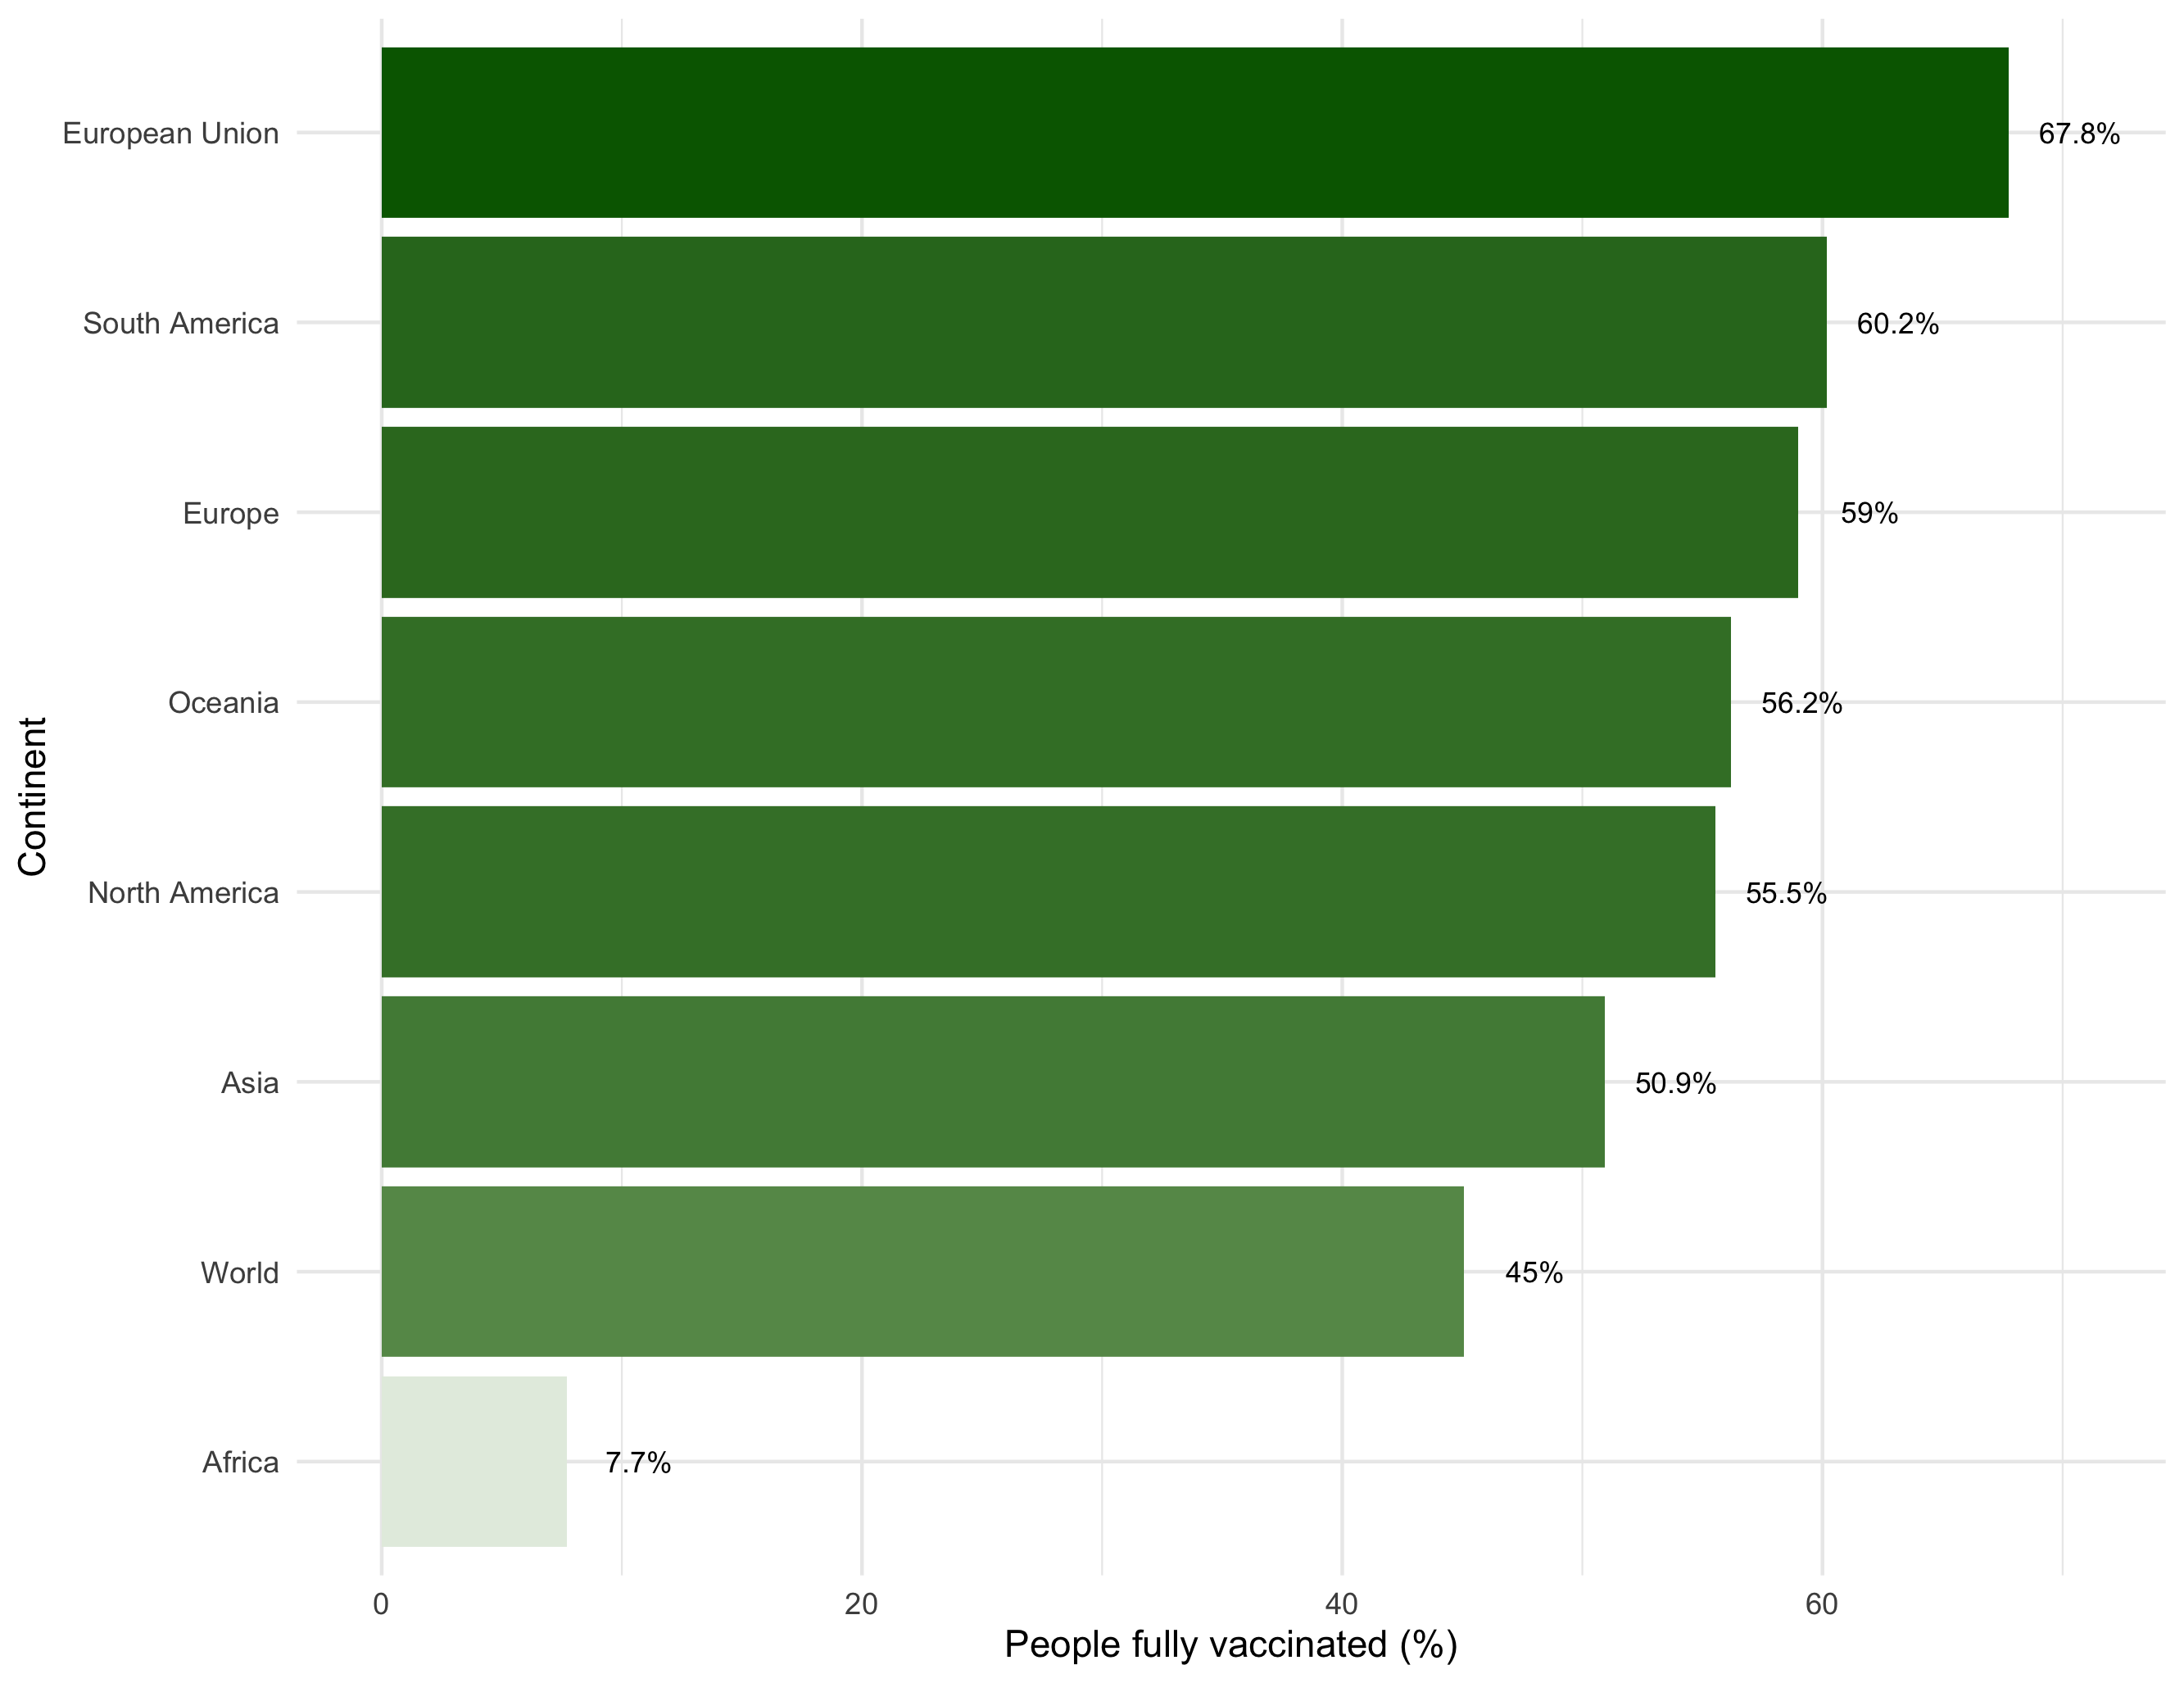 Continent
European Union
67.8%
South America
60.2%
Europe
59%
Oceania
56.2%
North America
55.5%
Asia
50.9%
World
45%
Africa
7.7%
0 20 40 60
People fully vaccinated (%)